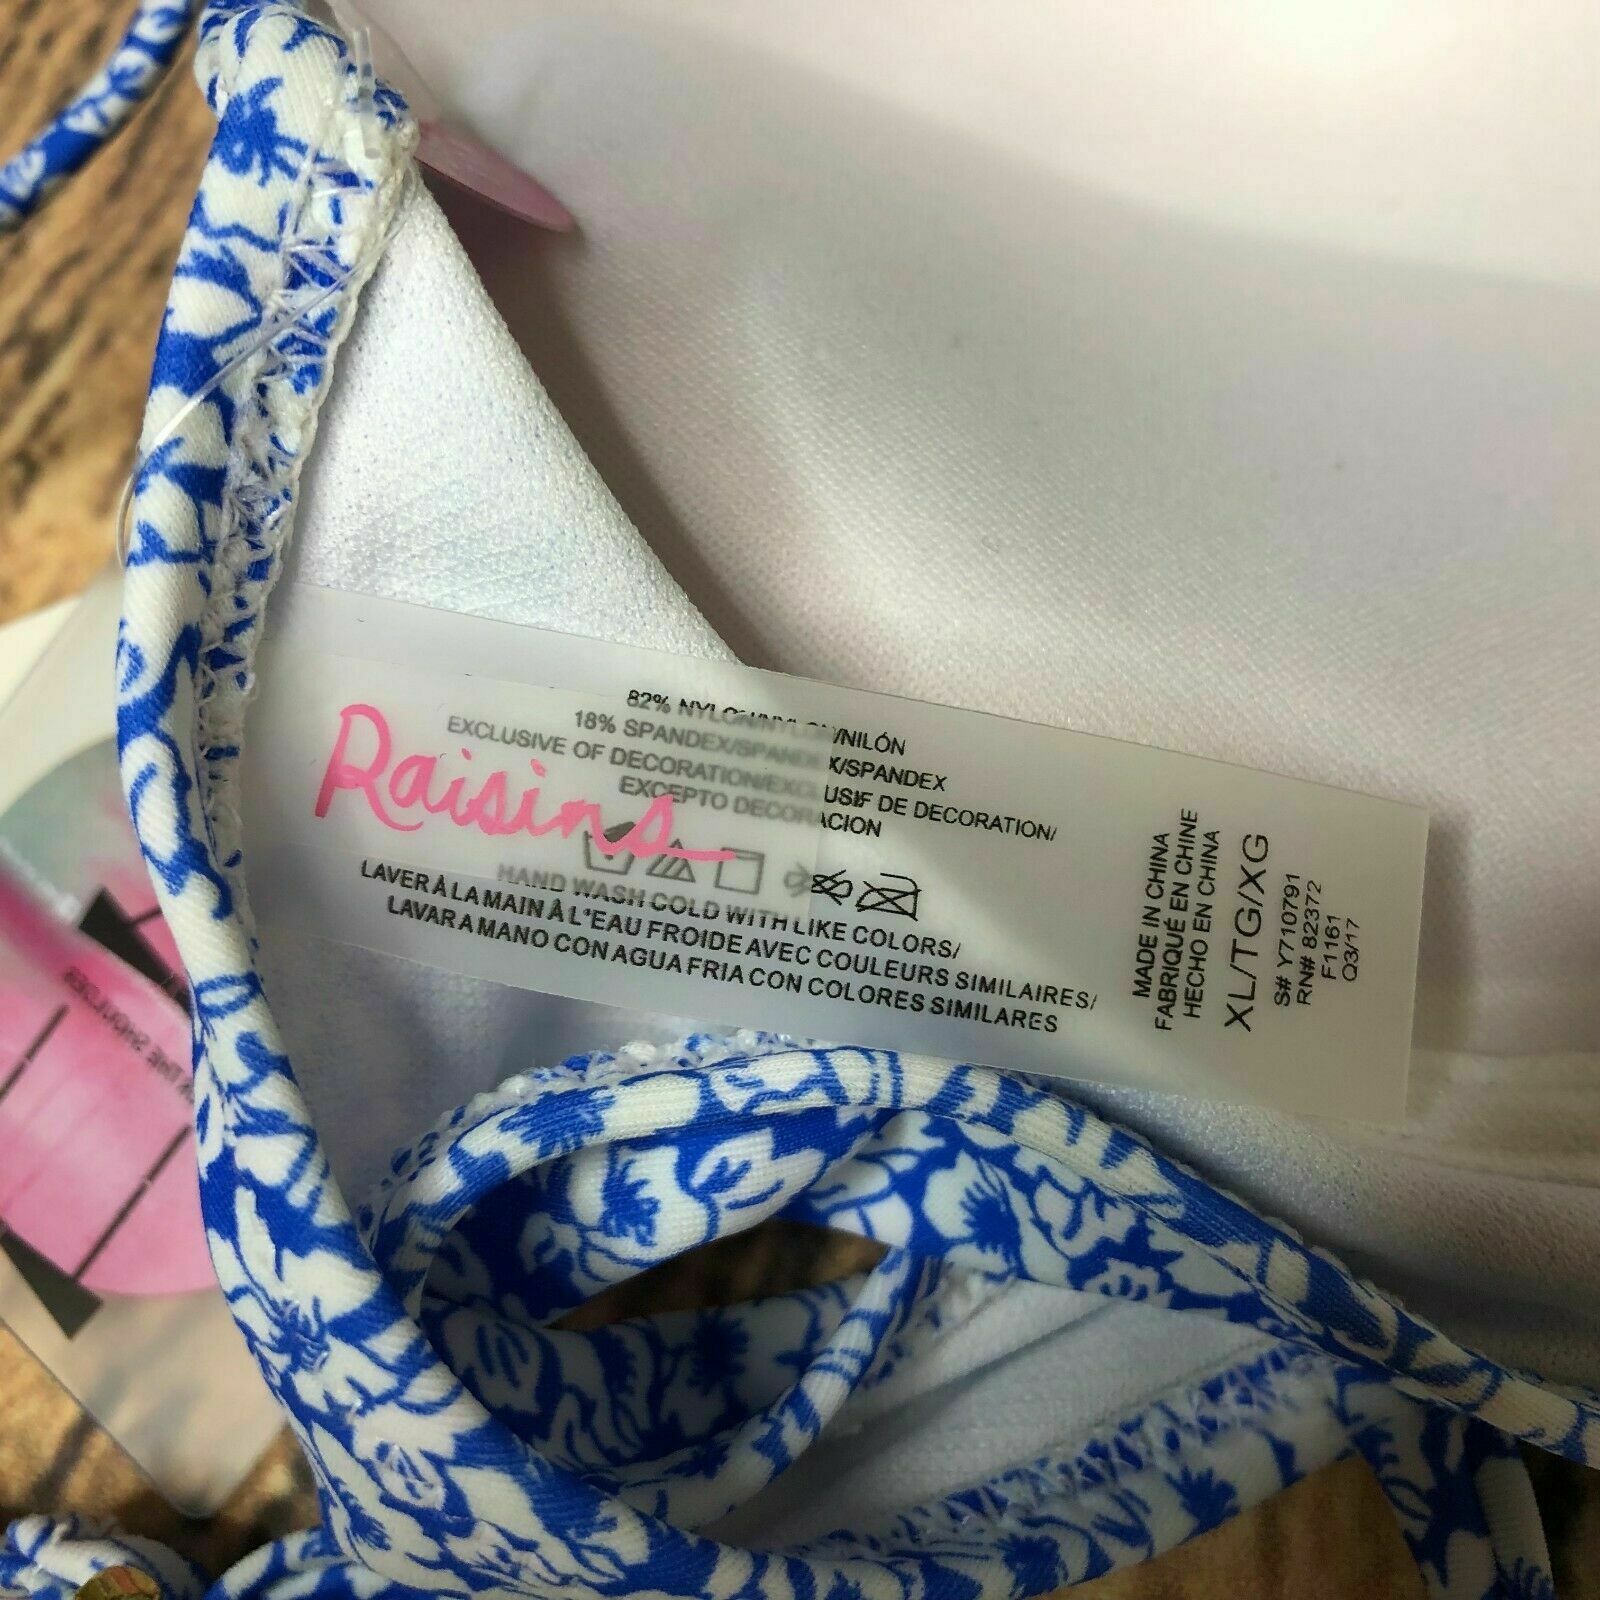 Raisins
82% NYLON/NYLON/NILÓN
18% SPANDEX/SPANDEX/SPANDEX
EXCLUSIVE OF DECORATION/EXCLUSIF DE DECORATION/
EXCEPTO DECORACION
HAND WASH COLD WITH LIKE COLORS/
LAVER À LA MAIN À L'EAU FROIDE AVEC COULEURS SIMILAIRES/
LAVAR A MANO CON AGUA FRIA CON COLORES SIMILARES
MADE IN CHINA
FABRIQUÉ EN CHINE
HECHO EN CHINA
XL/TG/XG
S# Y710791
RN# 82372
F1161
Q3/17